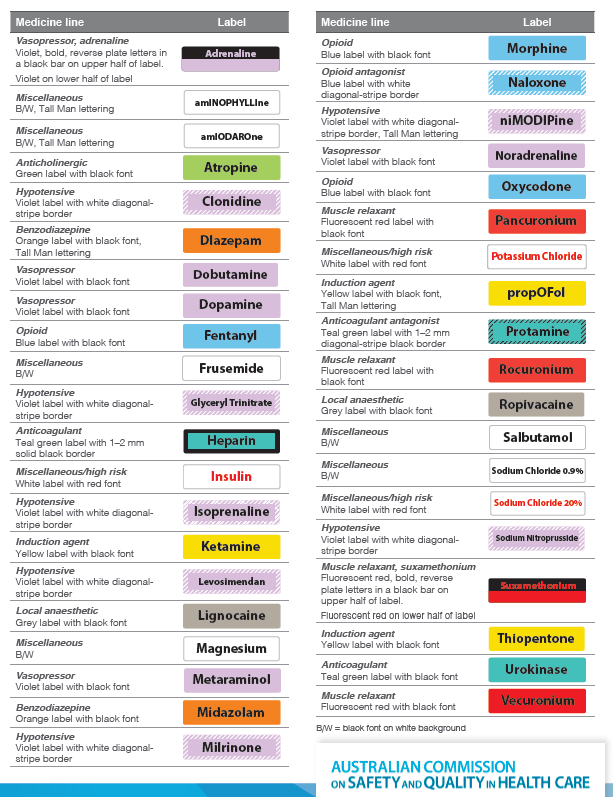 Medicine line Label
Vasopressor, adrenaline
Violet, bold, reverse plate letters in
a black bar on upper half of label.
Violet on lower half of label
Adrenaline
Miscellaneous
B/W, Tall Man lettering
amINOPHYLLIne
Miscellaneous
B/W, Tall Man lettering
amIODAROne
Anticholinergic
Green label with black font
Atropine
Hypotensive
Violet label with white diagonal-
stripe border
Clonidine
Benzodiazepine
Orange label with black font,
Tall Man lettering
DIazepam
Vasopressor
Violet label with black font
Dobutamine
Vasopressor
Violet label with black font
Dopamine
Opioid
Blue label with black font
Fentanyl
Miscellaneous
B/W
Frusemide
Hypotensive
Violet label with white diagonal-
stripe border
Glyceryl Trinitrate
Anticoagulant
Teal green label with 1–2 mm
solid black border
Heparin
Miscellaneous/high risk
White label with red font
Insulin
Hypotensive
Violet label with white diagonal-
stripe border
Isoprenaline
Induction agent
Yellow label with black font
Ketamine
Hypotensive
Violet label with white diagonal-
stripe border
Levosimendan
Local anaesthetic
Grey label with black font
Lignocaine
Miscellaneous
B/W
Magnesium
Vasopressor
Violet label with black font
Metaraminol
Benzodiazepine
Orange label with black font
Midazolam
Hypotensive
Violet label with white diagonal-
stripe border
Milrinone
Medicine line Label
Opioid
Blue label with black font
Morphine
Opioid antagonist
Blue label with white
diagonal-stripe border
Naloxone
Hypotensive
Violet label with white diagonal-
stripe border, Tall Man lettering
niMODIPine
Vasopressor
Violet label with black font
Noradrenaline
Opioid
Blue label with black font
Oxycodone
Muscle relaxant
Fluorescent red label with
black font
Pancuronium
Miscellaneous/high risk
White label with red font
Potassium Chloride
Induction agent
Yellow label with black font,
Tall Man lettering
propOFol
Anticoagulant antagonist
Teal green label with 1–2 mm
diagonal-stripe black border
Protamine
Muscle relaxant
Fluorescent red label with
black font
Rocuronium
Local anaesthetic
Grey label with black font
Ropivacaine
Miscellaneous
B/W
Salbutamol
Miscellaneous
B/W
Sodium Chloride 0.9%
Miscellaneous/high risk
White label with red font
Sodium Chloride 20%
Hypotensive
Violet label with white diagonal-
stripe border
Sodium Nitroprusside
Muscle relaxant, suxamethonium
Fluorescent red, bold, reverse
plate letters in a black bar on
upper half of label.
Fluorescent red on lower half of label
Suxamethonium
Induction agent
Yellow label with black font
Thiopentone
Anticoagulant
Teal green label with black font
Urokinase
Muscle relaxant
Fluorescent red with black font
Vecuronium
B/W = black font on white background
AUSTRALIAN COMMISSION
ON SAFETY AND QUALITY IN HEALTH CARE